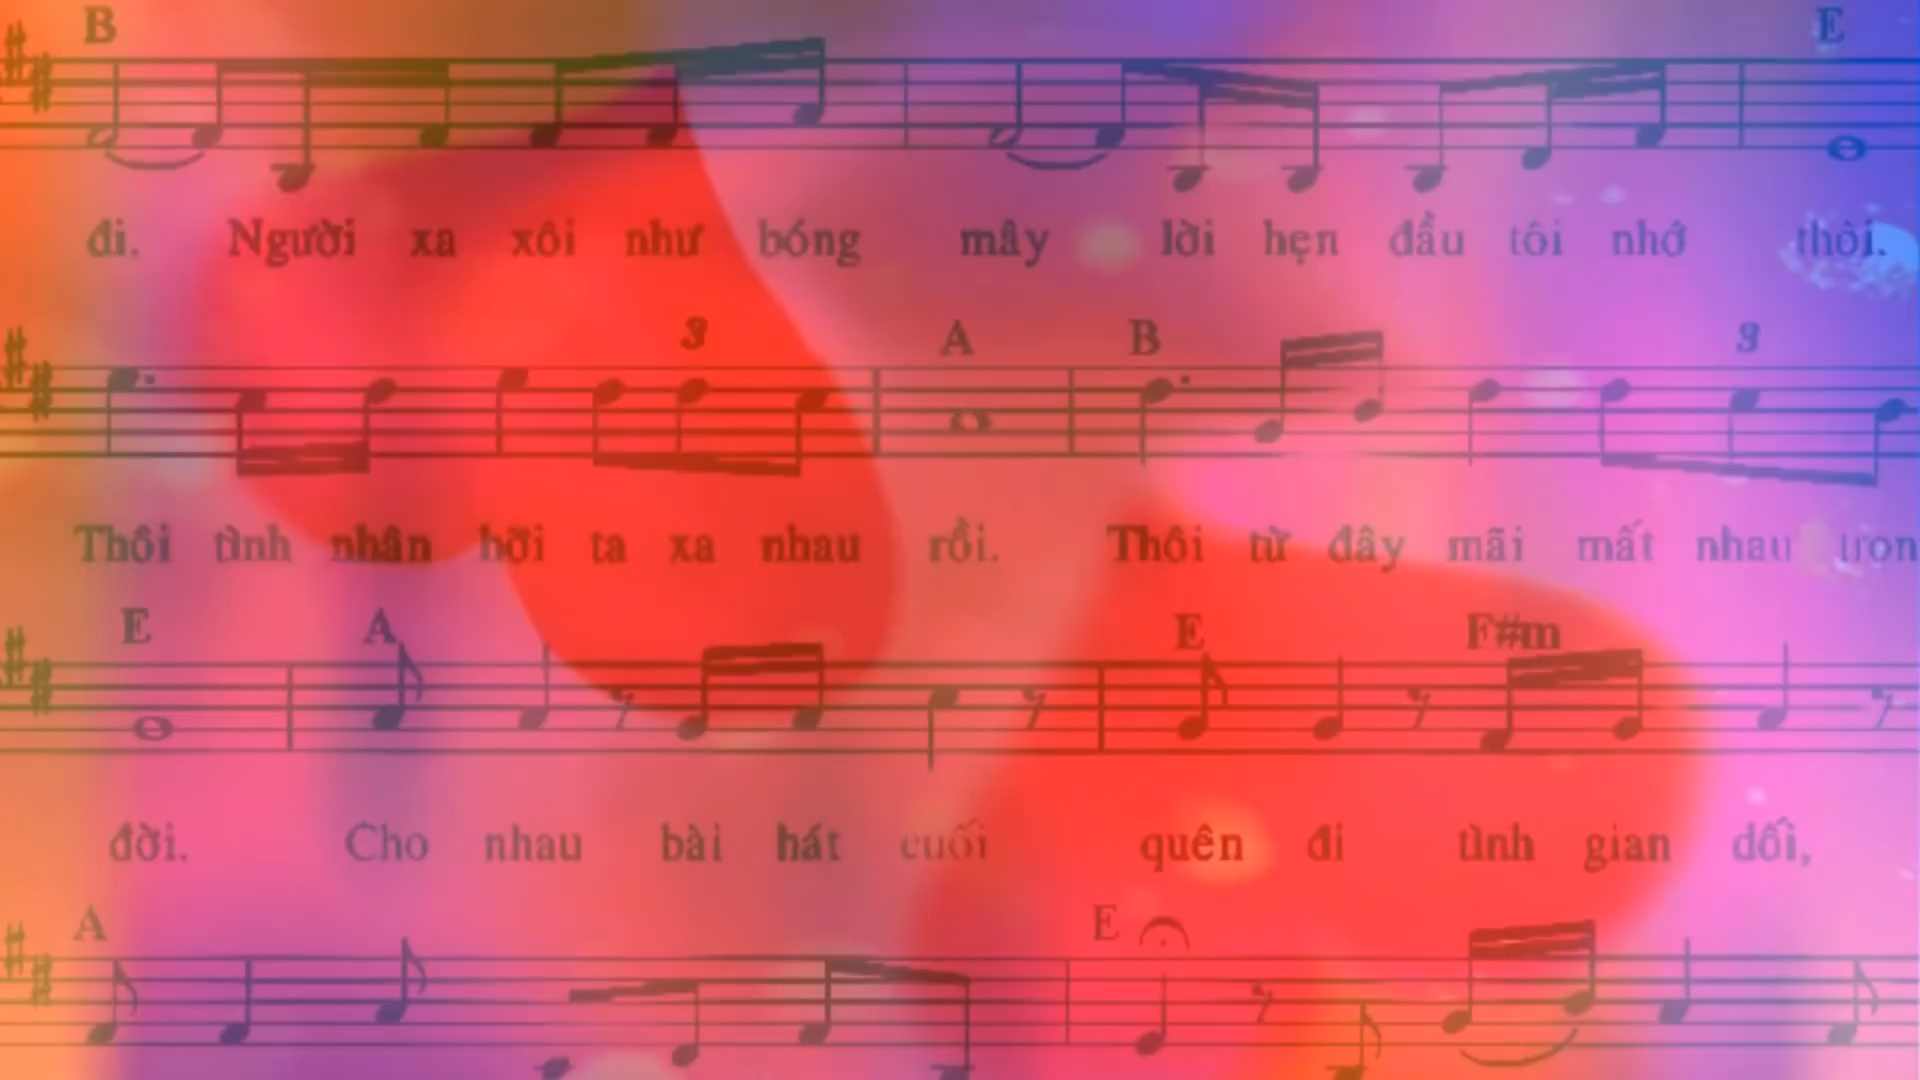 B E
đi. Người xa xôi như bóng mây lời hẹn đầu tôi nhớ thời.
3 A B 3
Thôi tình nhân hỡi ta xa nhau rồi. Thôi từ đây mãi mất nhau
E A E F#m
đời. Cho nhau bài hát cuối quên đi tình gian dối,
A E